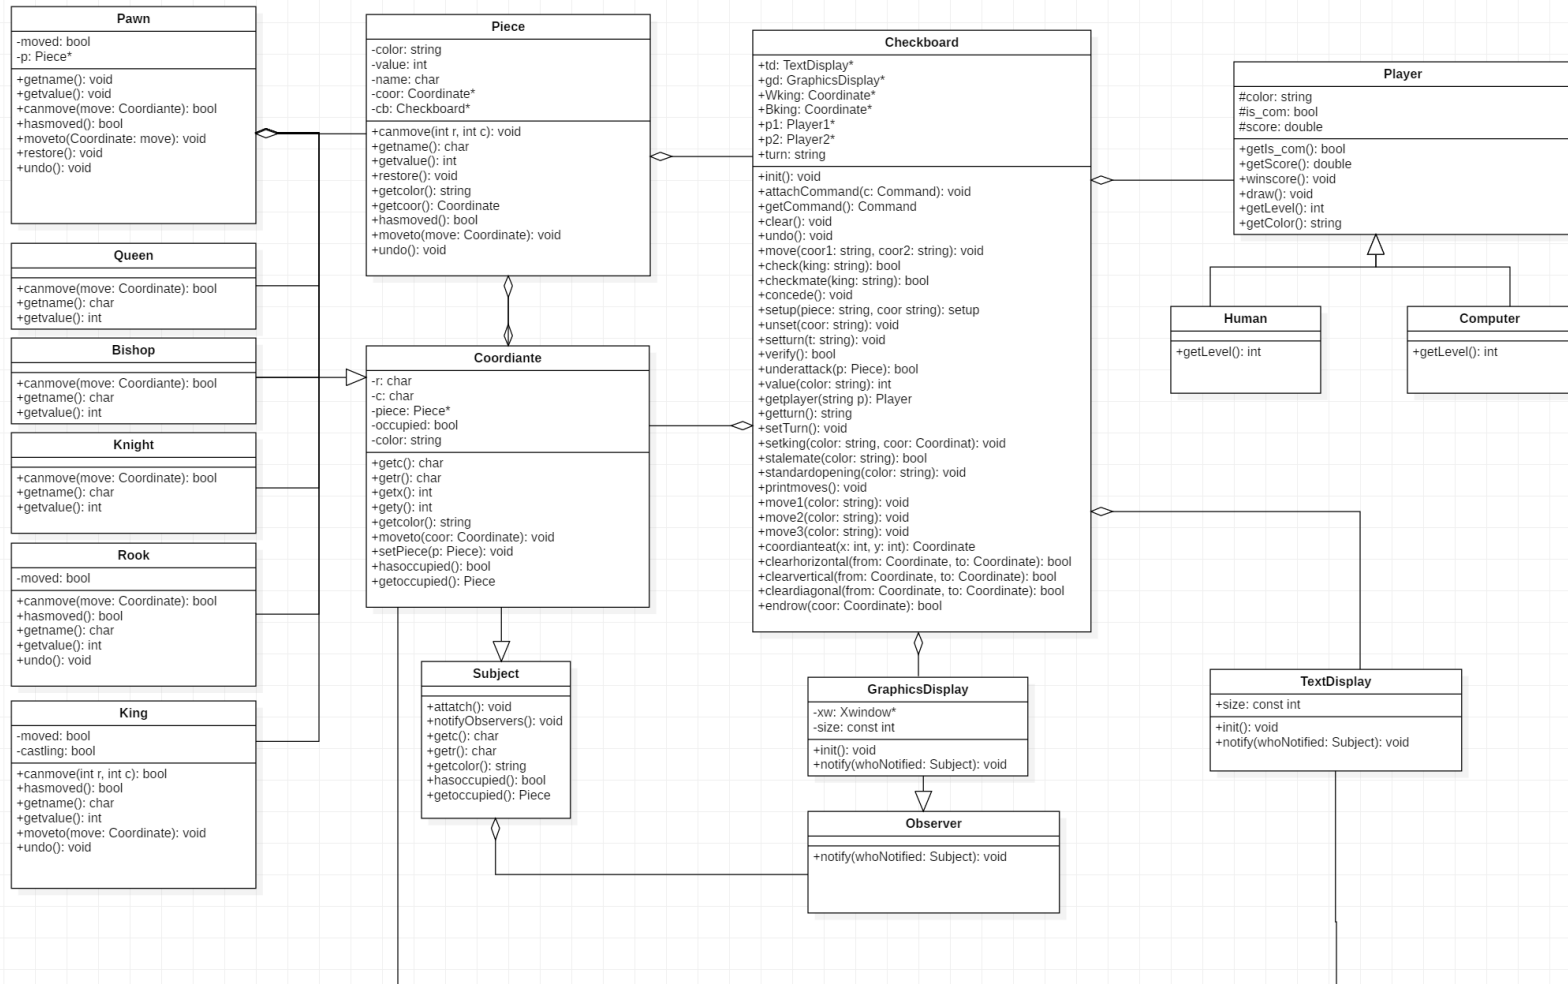 Pawn
-moved: bool
-p: Piece*
+getname(): void
+getvalue(): void
+canmove(move: Coordiante): bool
+hasmoved(): bool
+moveto(Coordinate: move): void
+restore(): void
+undo(): void
Queen
+canmove(move: Coordinate): bool
+getname(): char
+getvalue(): int
Bishop
+canmove(move: Coordiante): bool
+getname(): char
+getvalue(): int
Knight
+canmove(move: Coordinate): bool
+getname(): char
+getvalue(): int
Rook
-moved: bool
+canmove(move: Coordinate): bool
+hasmoved(): bool
+getname(): char
+getvalue(): int
+undo(): void
King
-moved: bool
-castling: bool
+canmove(int r, int c): bool
+hasmoved(): bool
+getname(): char
+getvalue(): int
+moveto(move: Coordinate): void
+undo(): void
Piece
-color: string
-value: int
-name: char
-coor: Coordinate*
-cb: Checkboard*
+canmove(int r, int c): void
+getname(): char
+getvalue(): int
+restore(): void
+getcolor(): string
+getcoor(): Coordinate
+hasmoved(): bool
+moveto(move: Coordinate): void
+undo(): void
Coordiante
-r: char
-c: char
-piece: Piece*
-occupied: bool
-color: string
+getc(): char
+getr(): char
+getx(): int
+gety(): int
+getcolor(): string
+moveto(coor: Coordinate): void
+setPiece(p: Piece): void
+hasoccupied(): bool
+getoccupied(): Piece
Subject
+attatch(): void
+notifyObservers(): void
+getc(): char
+getr(): char
+getcolor(): string
+hasoccupied(): bool
+getoccupied(): Piece
Checkboard
+td: TextDisplay*
+gd: GraphicsDisplay*
+Wking: Coordinate*
+Bking: Coordinate*
+p1: Player1*
+p2: Player2*
+turn: string
+init(): void
+attachCommand(c: Command): void
+getCommand(): Command
+clear(): void
+undo(): void
+move(coor1: string, coor2: string): void
+check(king: string): bool
+checkmate(king: string): bool
+concede(): void
+setup(piece: string, coor string): setup
+unset(coor: string): void
+setturn(t: string): void
+verify(): bool
+underattack(p: Piece): bool
+value(color: string): int
+getplayer(string p): Player
+getturn(): string
+setTurn(): void
+setking(color: string, coor: Coordinat): void
+stalemate(color: string): bool
+standardopening(color: string): void
+printmoves(): void
+move1(color: string): void
+move2(color: string): void
+move3(color: string): void
+coordianteat(x: int, y: int): Coordinate
+clearhorizontal(from: Coordinate, to: Coordinate): bool
+clearvertical(from: Coordinate, to: Coordinate): bool
+cleardiagonal(from: Coordinate, to: Coordinate): bool
+endrow(coor: Coordinate): bool
GraphicsDisplay
-xw: Xwindow*
-size: const int
+init(): void
+notify(whoNotified: Subject): void
Observer
+notify(whoNotified: Subject): void
Player
#color: string
#is_com: bool
#score: double
+getIs_com(): bool
+getScore(): double
+winscore(): void
+draw(): void
+getLevel(): int
+getColor(): string
Human
+getLevel(): int
Computer
+getLevel(): int
TextDisplay
+size: const int
+init(): void
+notify(whoNotified: Subject): void